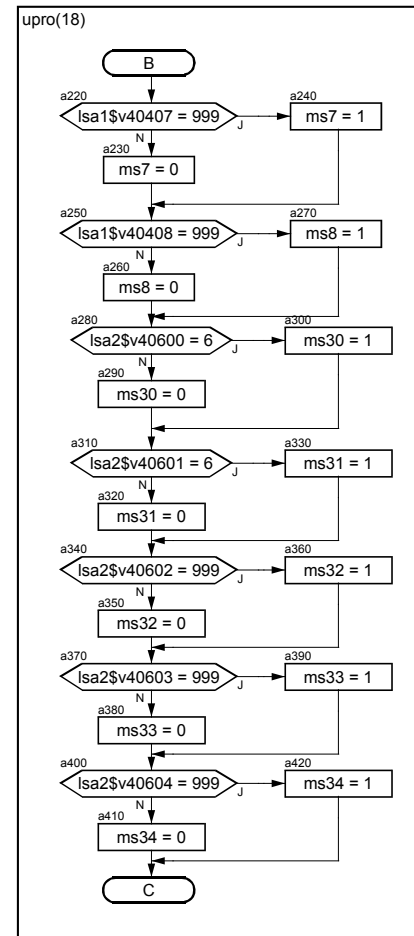 upro(18)
B
a220
lsa1$v40407 = 999
J
N
a240
ms7 = 1
a230
ms7 = 0
a250
lsa1$v40408 = 999
J
N
a270
ms8 = 1
a260
ms8 = 0
a280
lsa2$v40600 = 6
J
N
a300
ms30 = 1
a290
ms30 = 0
a310
lsa2$v40601 = 6
J
N
a330
ms31 = 1
a320
ms31 = 0
a340
lsa2$v40602 = 999
J
N
a360
ms32 = 1
a350
ms32 = 0
a370
lsa2$v40603 = 999
J
N
a390
ms33 = 1
a380
ms33 = 0
a400
lsa2$v40604 = 999
J
N
a420
ms34 = 1
a410
ms34 = 0
C